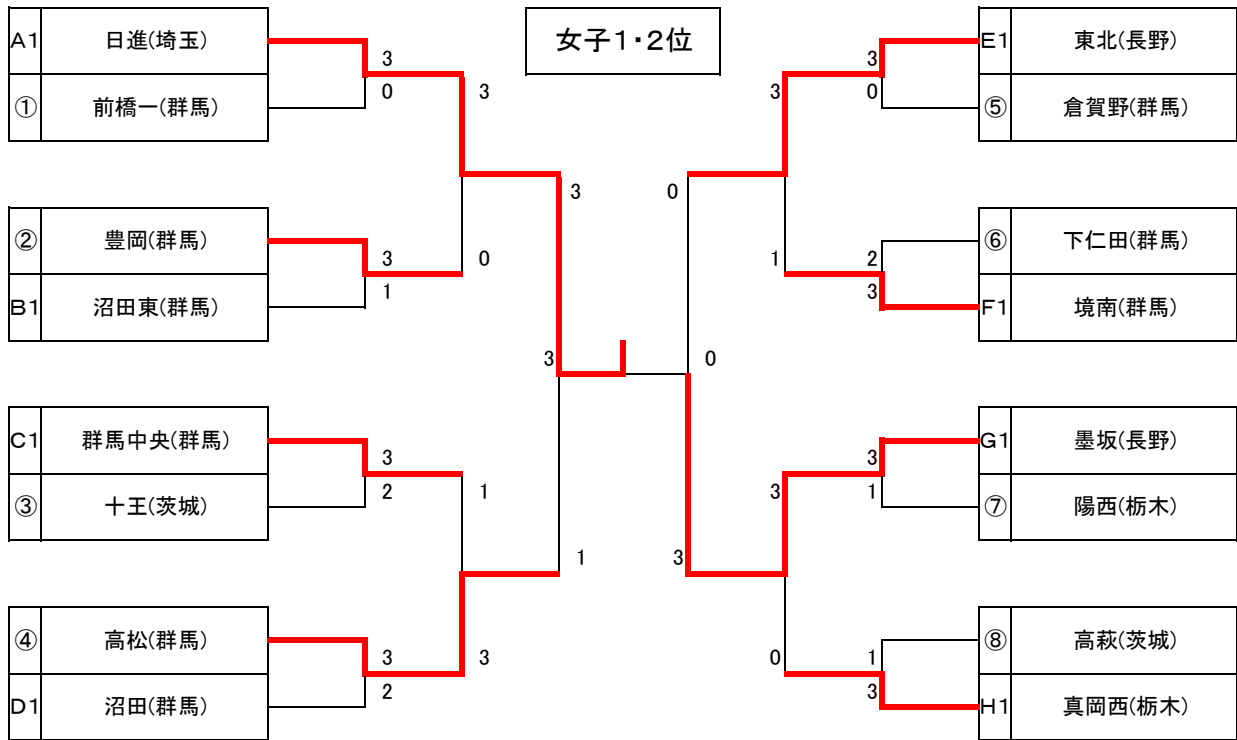 女子1・2位
A1 日進(埼玉)
3
0
① 前橋一(群馬)
3
② 豊岡(群馬)
3
1
B1 沼田東(群馬)
0
3
3
C1 群馬中央(群馬)
3
2
③ 十王(茨城)
1
1
④ 高松(群馬)
3
2
D1 沼田(群馬)
3
E1 東北(長野)
3
0
⑤ 倉賀野(群馬)
3
0
⑥ 下仁田(群馬)
2
3
F1 境南(群馬)
1
0
G1 墨坂(長野)
3
1
⑦ 陽西(栃木)
3
3
⑧ 高萩(茨城)
1
3
H1 真岡西(栃木)
0